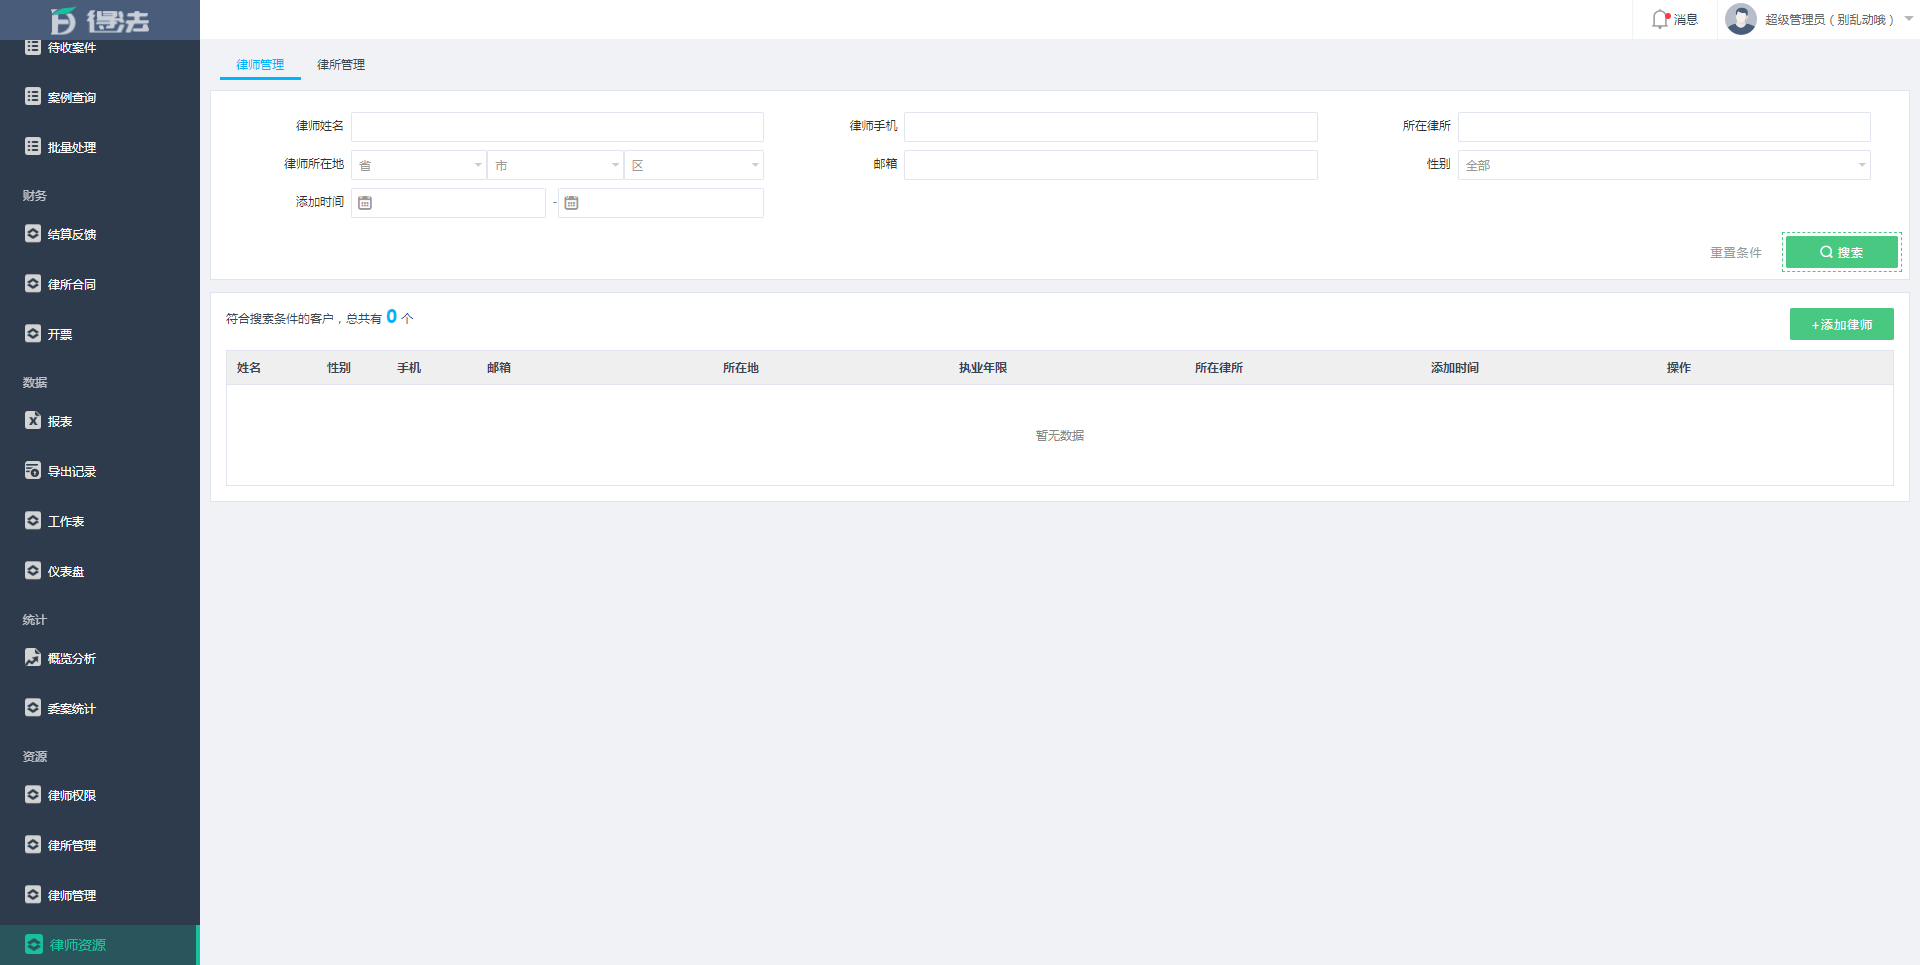 得法
消息
超级管理员（别乱动哦）
待收案件
案例查询
批量处理
财务
结算反馈
律所合同
开票
数据
报表
导出记录
工作表
仪表盘
统计
概览分析
委案统计
资源
律师权限
律所管理
律师管理
律师资源
律师管理 律所管理
律师姓名 律师手机 所在律所
律师所在地 省 市 区 邮箱 性别 全部
添加时间 -
重置条件 搜索
符合搜索条件的客户，总共有 0 个
+添加律师
姓名 性别 手机 邮箱 所在地 执业年限 所在律所 添加时间 操作
暂无数据